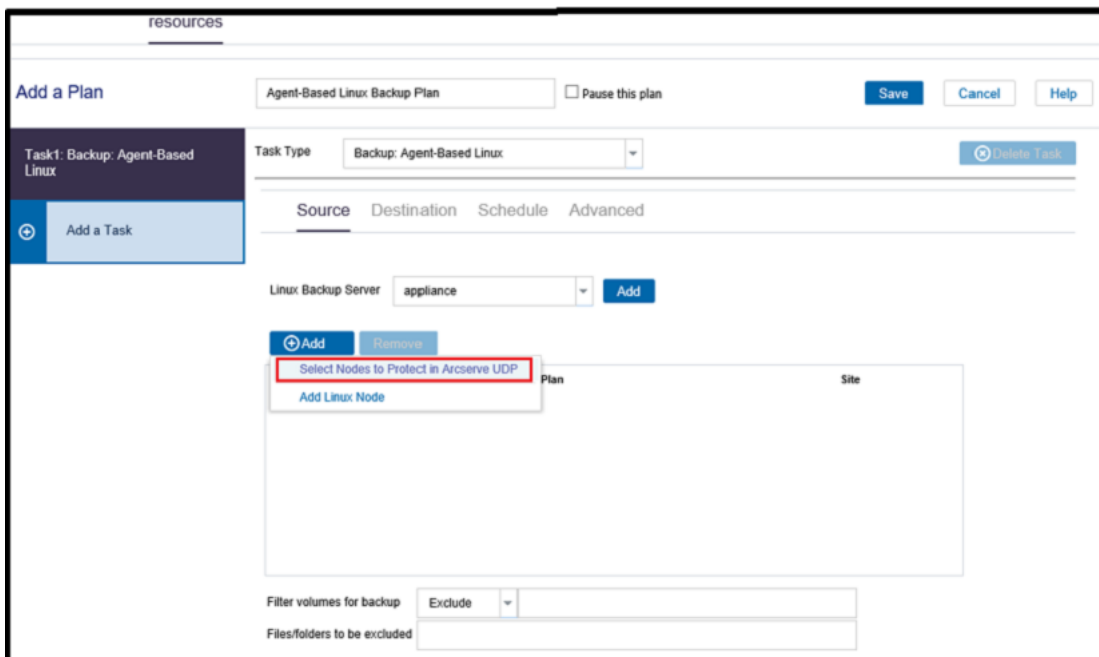 resources
Add a Plan
Agent-Based Linux Backup Plan
Pause this plan
Save
Cancel
Help
Task1: Backup: Agent-Based
Linux
Add a Task
Task Type
Backup: Agent-Based Linux
Delete Task
Source Destination Schedule Advanced
Linux Backup Server
appliance
Add
Add
Remove
Select Nodes to Protect in Arcserve UDP
Add Linux Node
Plan
Site
Filter volumes for backup
Exclude
Files/folders to be excluded